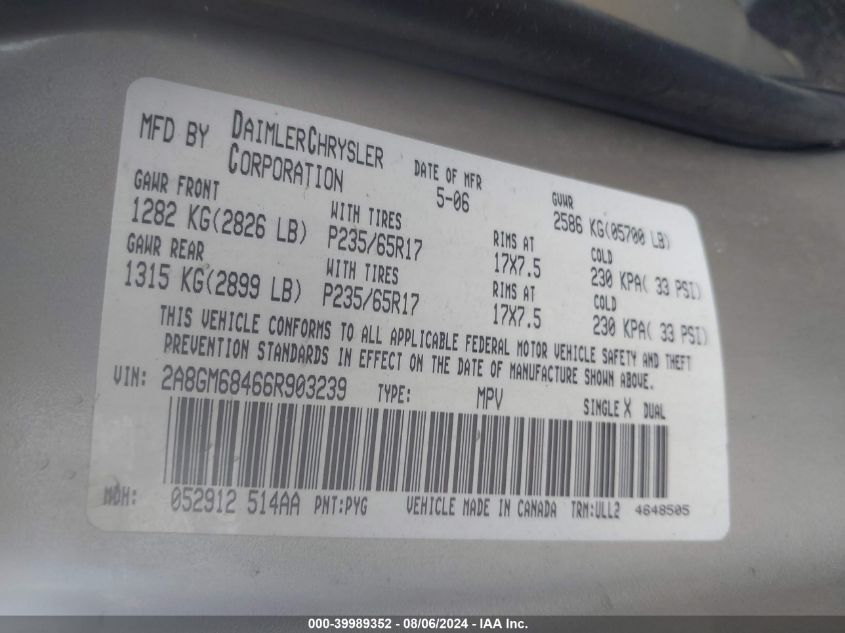 MFD BY DAIMLERCHRYSLER CORPORATION
DATE OF MFR 5-06
GVWR 2586 KG(05700 LB)
GAWR FRONT 1282 KG(2826 LB)
WITH TIRES P235/65R17
RIMS AT 17X7.5
COLD 230 KPA( 33 PSI)
GAWR REAR 1315 KG(2899 LB)
WITH TIRES P235/65R17
RIMS AT 17X7.5
COLD 230 KPA( 33 PSI)
THIS VEHICLE CONFORMS TO ALL APPLICABLE FEDERAL MOTOR VEHICLE SAFETY AND THEFT
PREVENTION STANDARDS IN EFFECT ON THE DATE OF MANUFACTURE SHOWN ABOVE.
VIN: 2A8GM68466R903239 TYPE: MPV SINGLE X DUAL
MDH: 052912 514AA PNT:PYG VEHICLE MADE IN CANADA TRM:ULL2 4648505
000-39989352 - 08/06/2024 - IAA Inc.